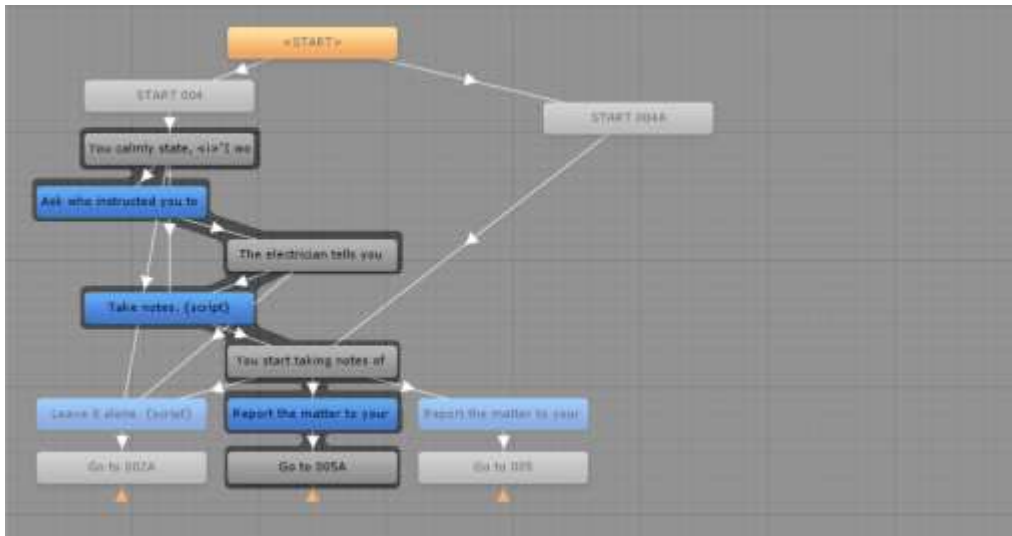 <START>
START 004
START 004A
You calmly state, <i>'I wo
Ask who instructed you to
The electrician tells you
Take notes. (script)
You start taking notes of
Leave it alone. (script)
Report the matter to your
Report the matter to your
Go to 002A
Go to 005A
Go to 005